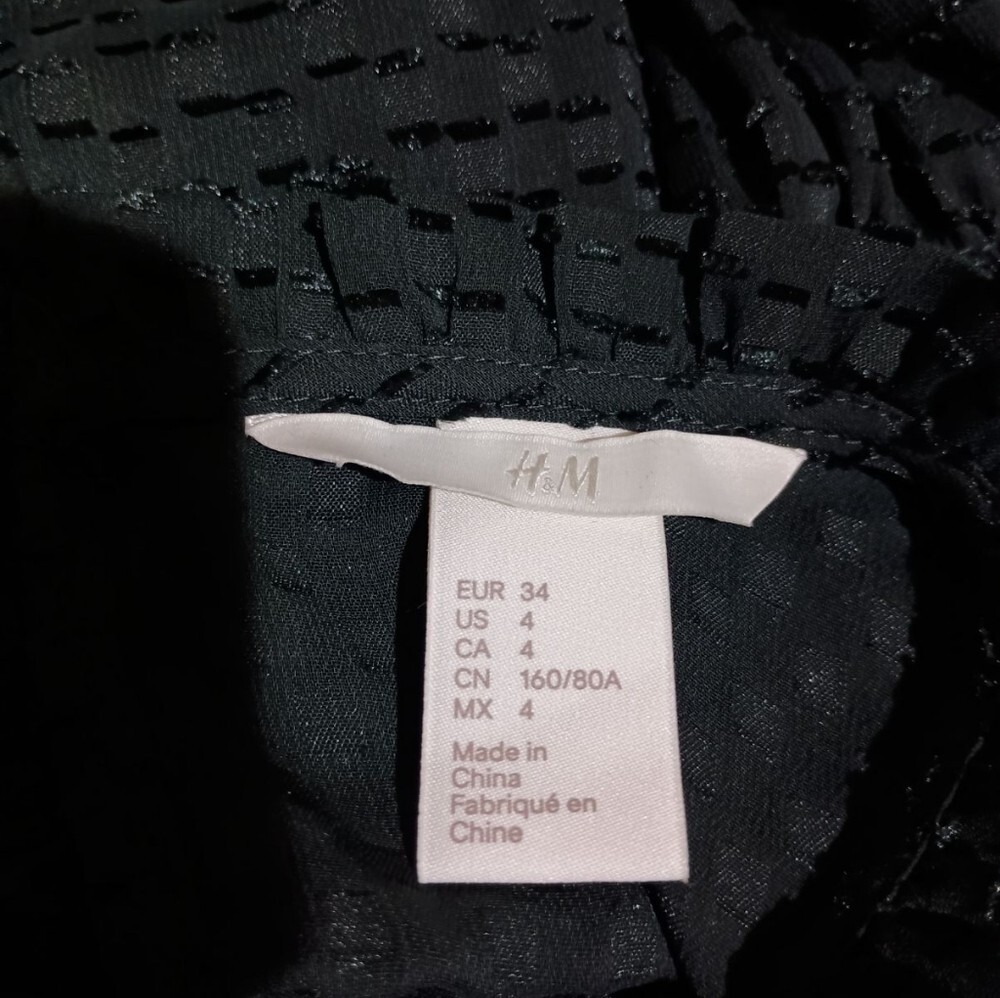 H&M
EUR 34
US 4
CA 4
CN 160/80A
MX 4
Made in
China
Fabriqué en
Chine